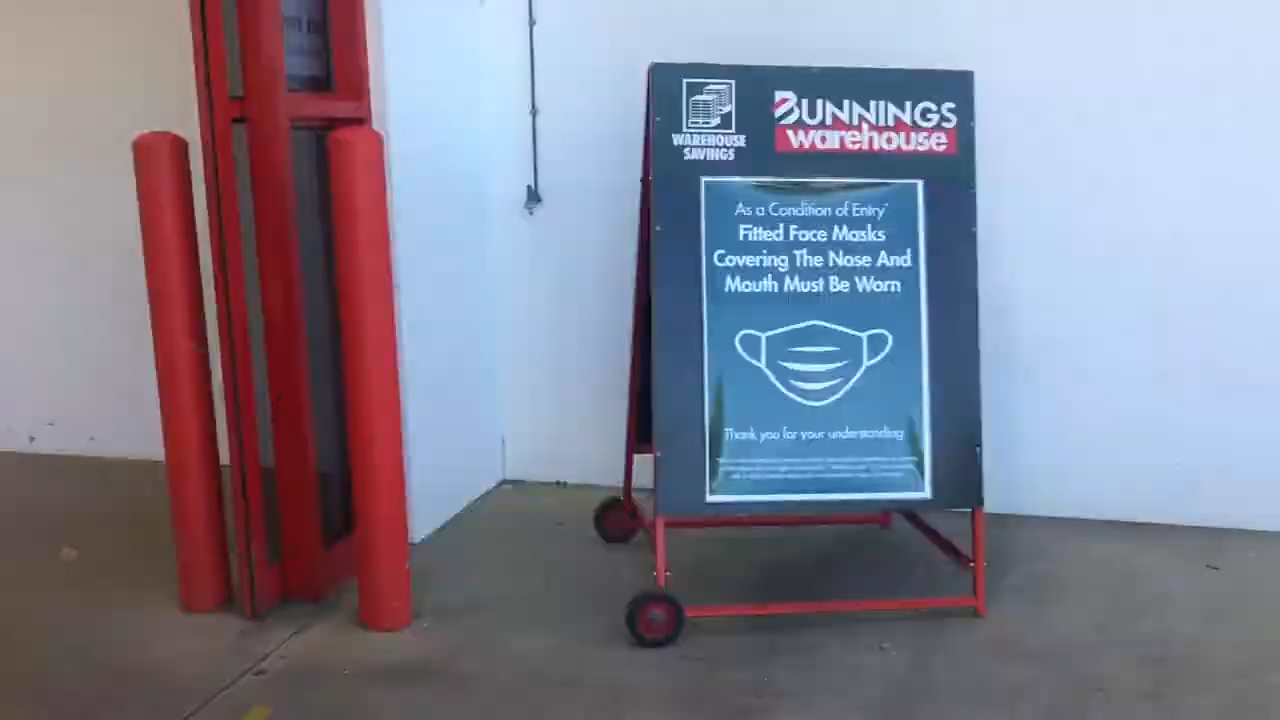 WAREHOUSE
SAVINGS
BUNNINGS
warehouse
As a Condition of Entry*
Fitted Face Masks
Covering The Nose And
Mouth Must Be Worn
Thank you for your understanding